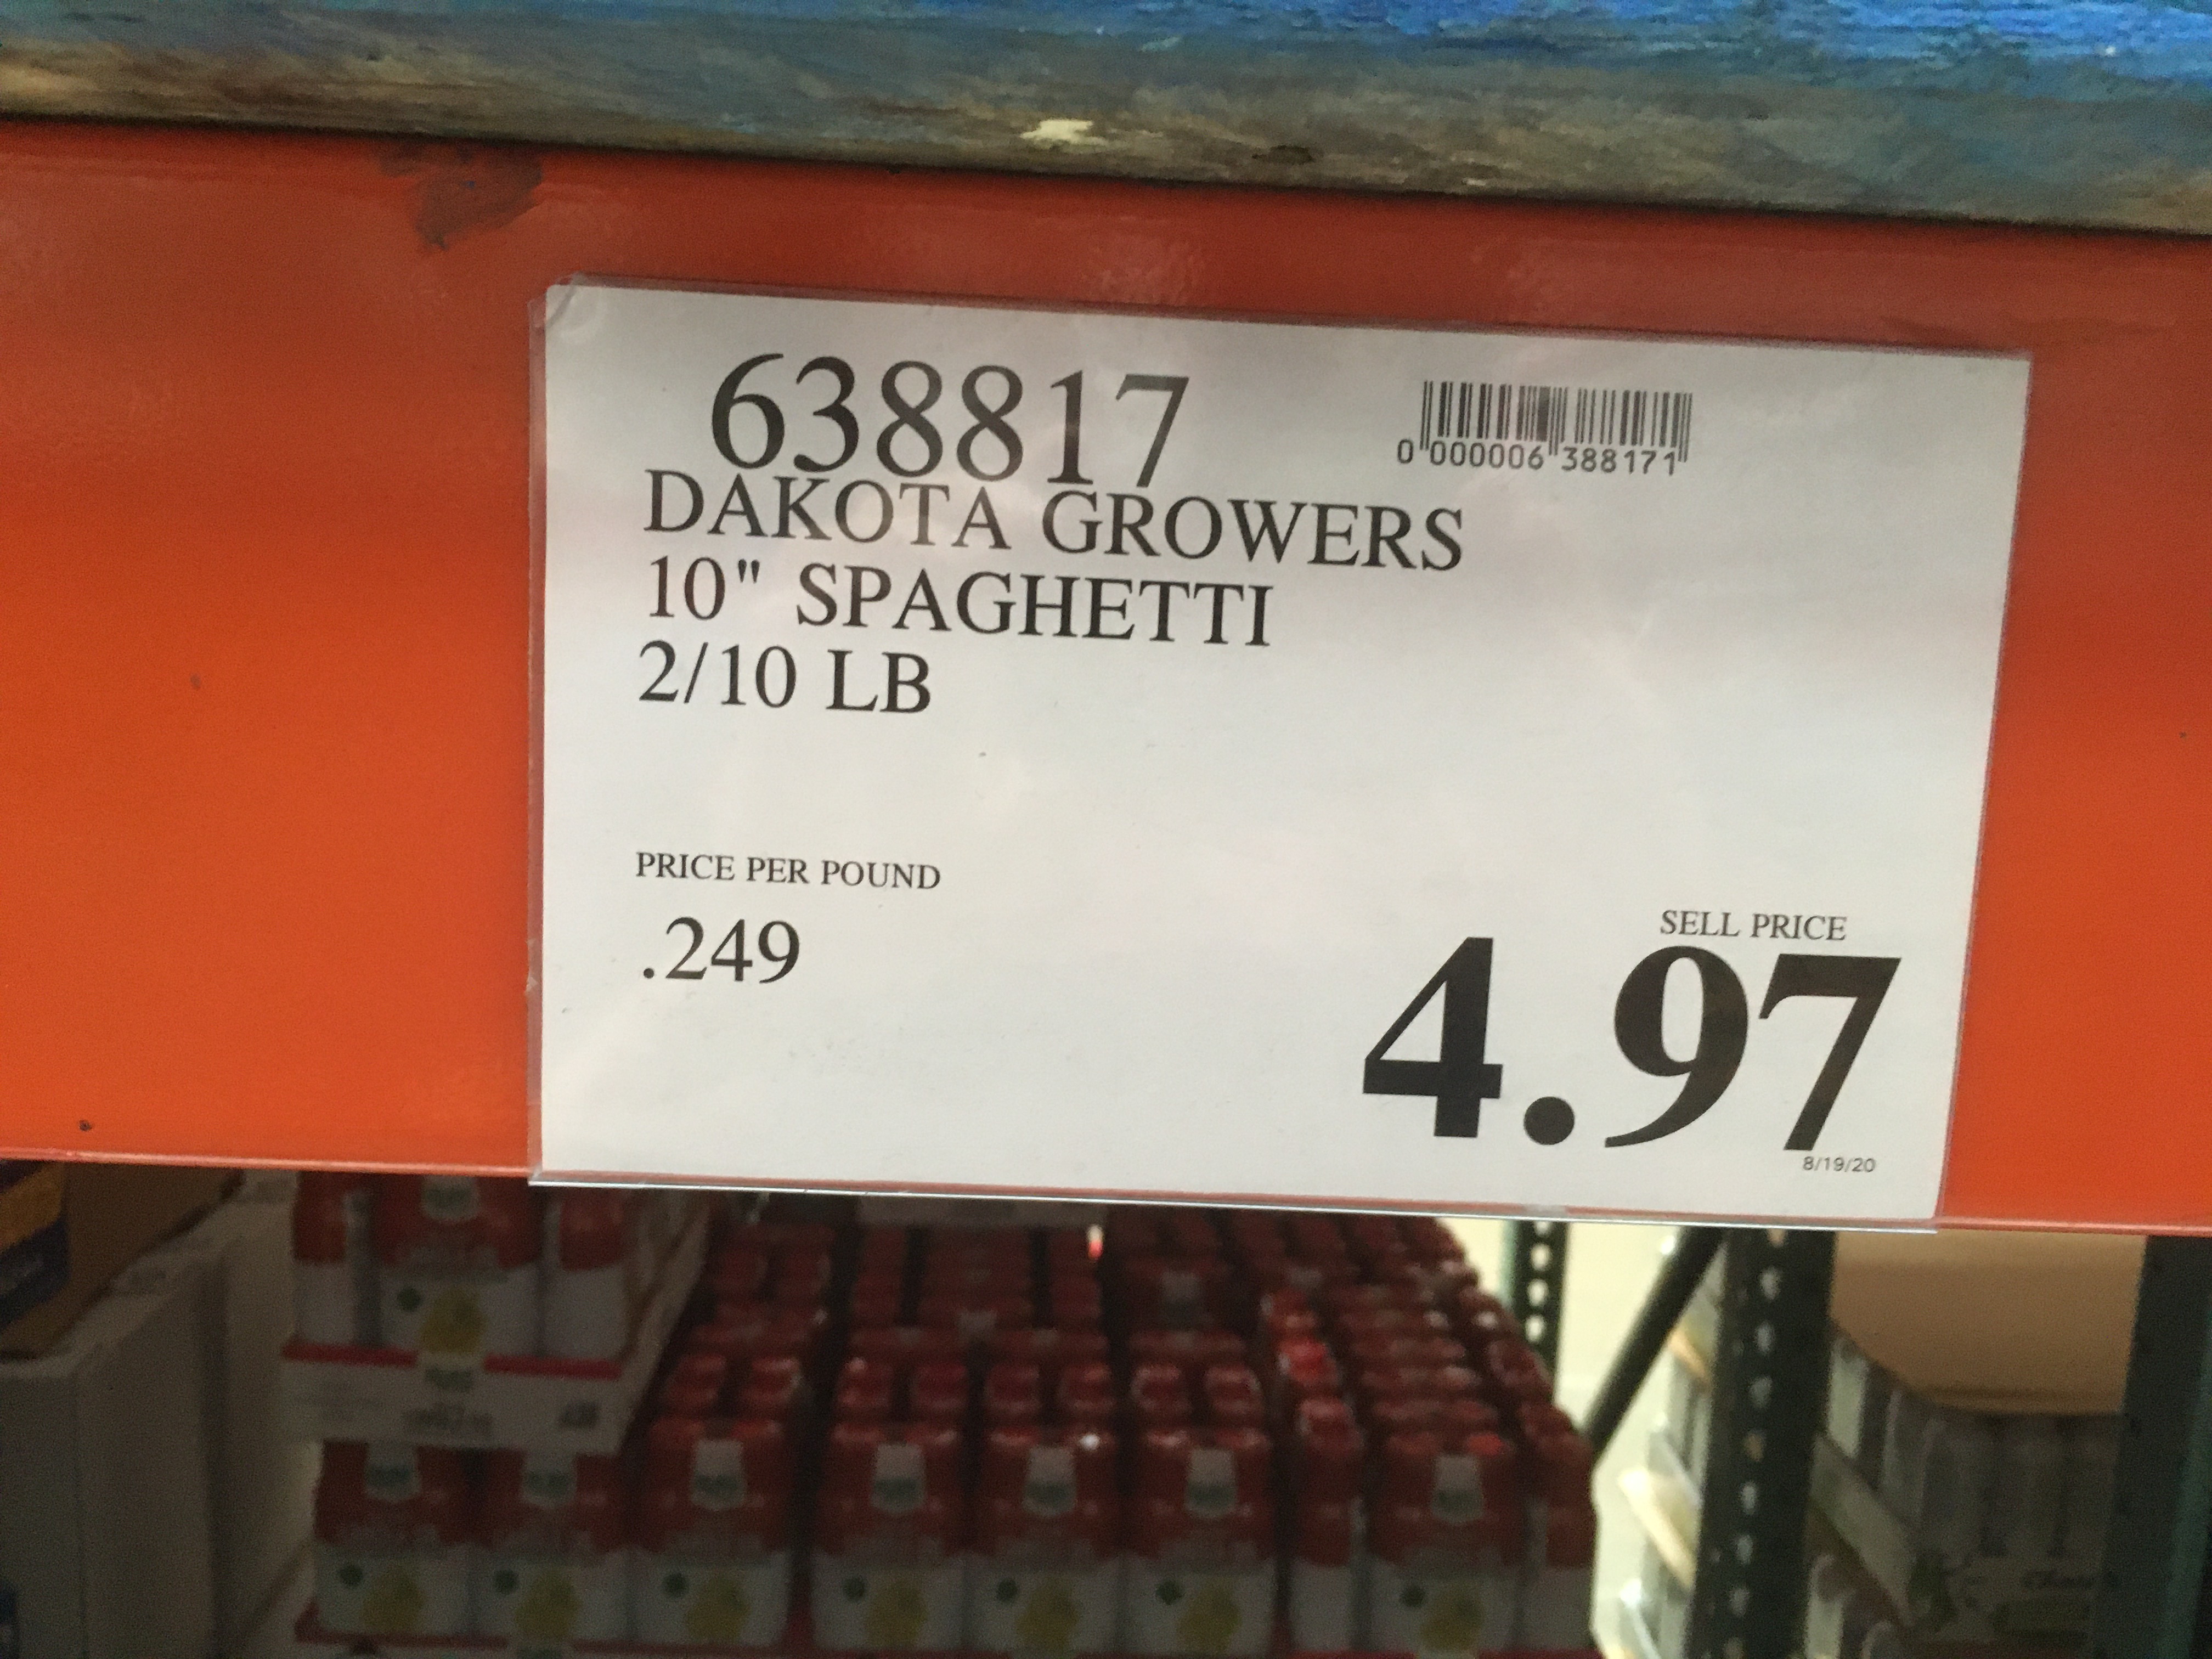 638817
0 000006 388171
DAKOTA GROWERS
10" SPAGHETTI
2/10 LB
PRICE PER POUND
.249
SELL PRICE
4.97
8/19/20